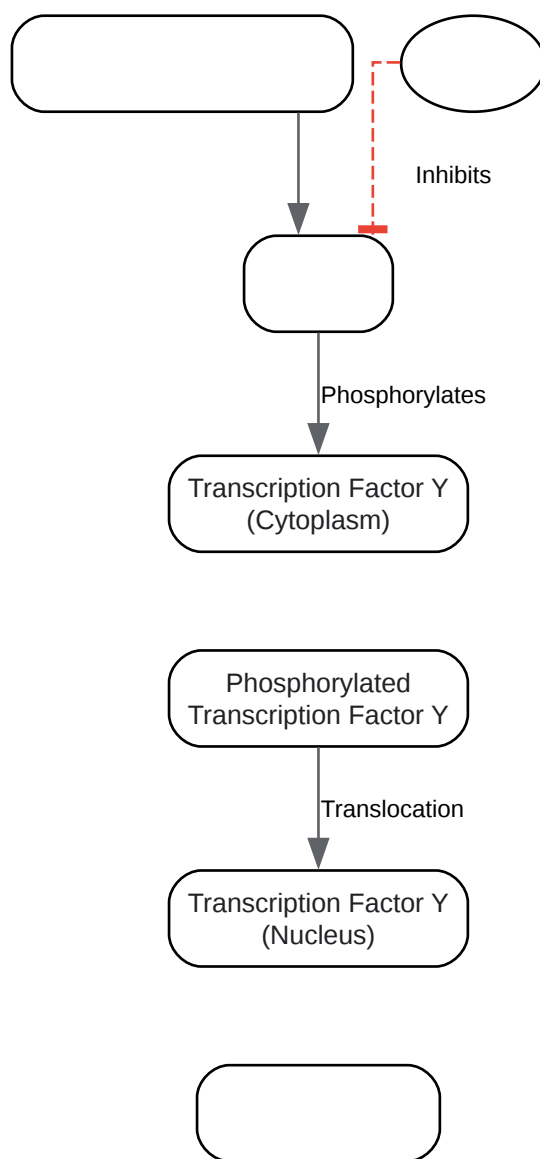 Inhibits
Phosphorylates
Transcription Factor Y
(Cytoplasm)
Phosphorylated
Transcription Factor Y
Translocation
Transcription Factor Y
(Nucleus)